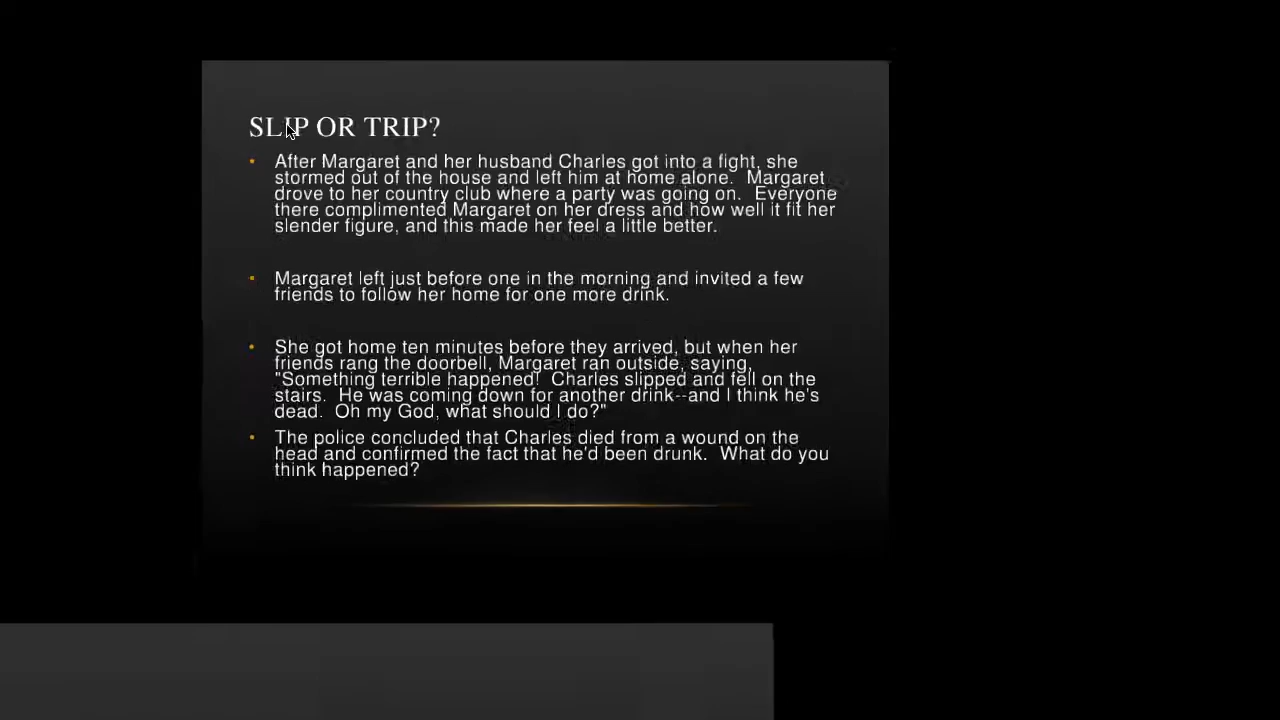 SLIP OR TRIP?
• After Margaret and her husband Charles got into a fight, she
stormed out of the house and left him at home alone.  Margaret
drove to her country club where a party was going on.  Everyone
there complimented Margaret on her dress and how well it fit her
slender figure, and this made her feel a little better.
• Margaret left just before one in the morning and invited a few
friends to follow her home for one more drink.
• She got home ten minutes before they arrived, but when her
friends rang the doorbell, Margaret ran outside, saying,
"Something terrible happened!  Charles slipped and fell on the
stairs.  He was coming down for another drink--and I think he's
dead.  Oh my God, what should I do?"
• The police concluded that Charles died from a wound on the
head and confirmed the fact that he'd been drunk.  What do you
think happened?